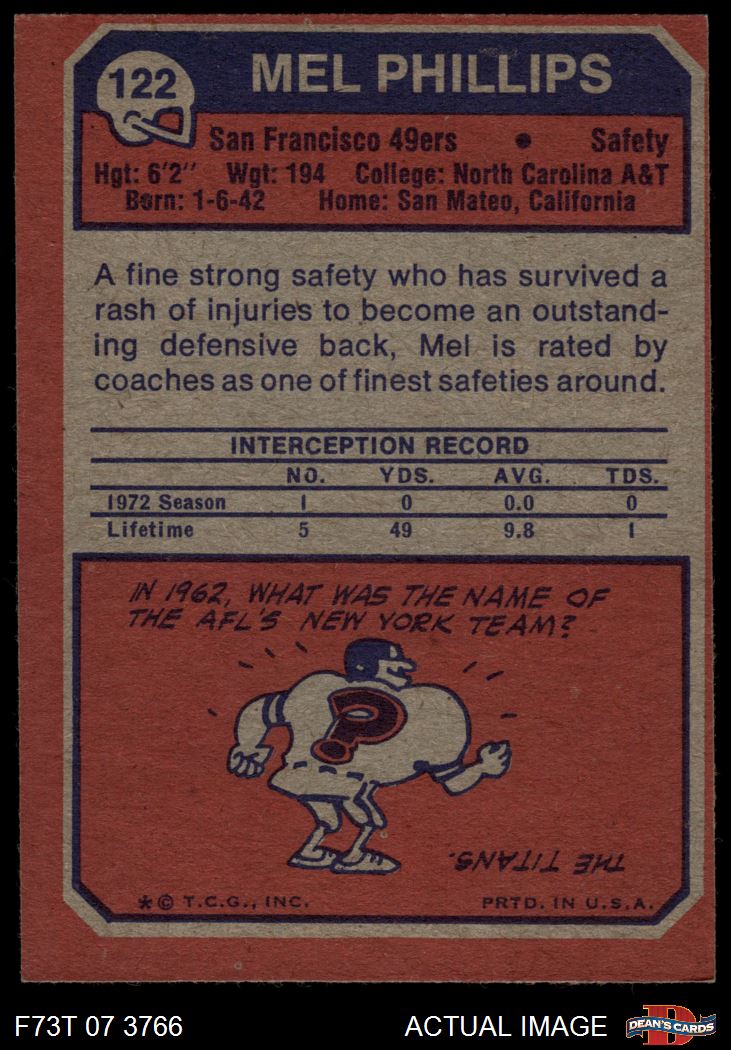 122
MEL PHILLIPS
San Francisco 49ers • Safety
Hgt: 6'2" Wgt: 194 College: North Carolina A&T
Born: 1-6-42 Home: San Mateo, California
A fine strong safety who has survived a
rash of injuries to become an outstand-
ing defensive back, Mel is rated by
coaches as one of finest safeties around.
INTERCEPTION RECORD
NO. YDS. AVG. TDS.
1972 Season 1 0 0.0 0
Lifetime 5 49 9.8 1
IN 1962, WHAT WAS THE NAME OF
THE AFL'S NEW YORK TEAM?
?
THE TITANS.
*© T.C.G., INC. PRTD. IN U.S.A.
F73T 07 3766 ACTUAL IMAGE D DEAN'S CARDS